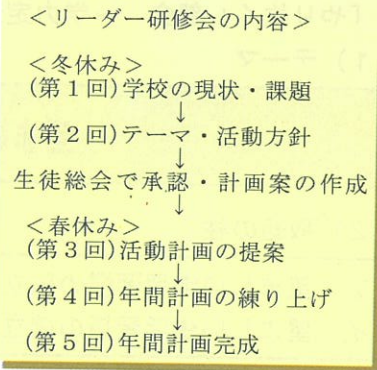 ＜リーダー研修会の内容＞
＜冬休み＞
(第１回)学校の現状・課題
↓
(第２回)テーマ・活動方針
↓
生徒総会で承認・計画案の作成
↓
＜春休み＞
(第３回)活動計画の提案
↓
(第４回)年間計画の練り上げ
↓
(第５回)年間計画完成